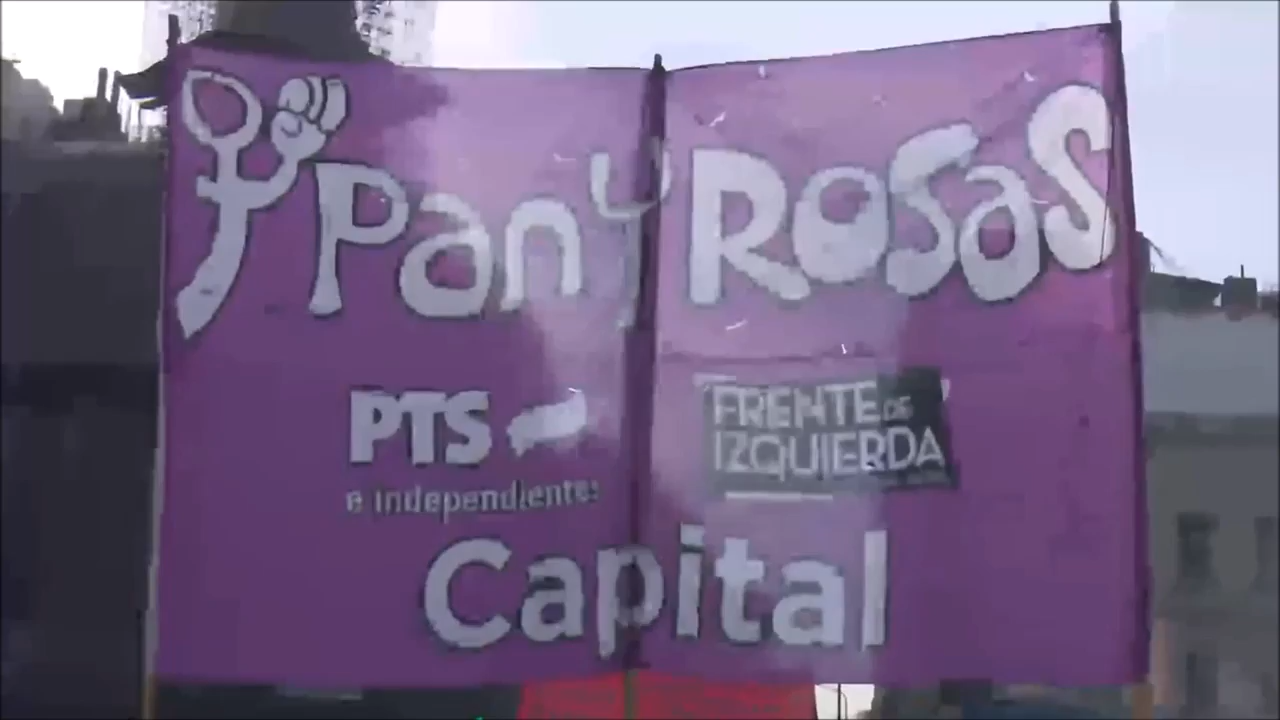 Pan y Rosas
PTS
e independientes
FRENTE DE
IZQUIERDA
Capital